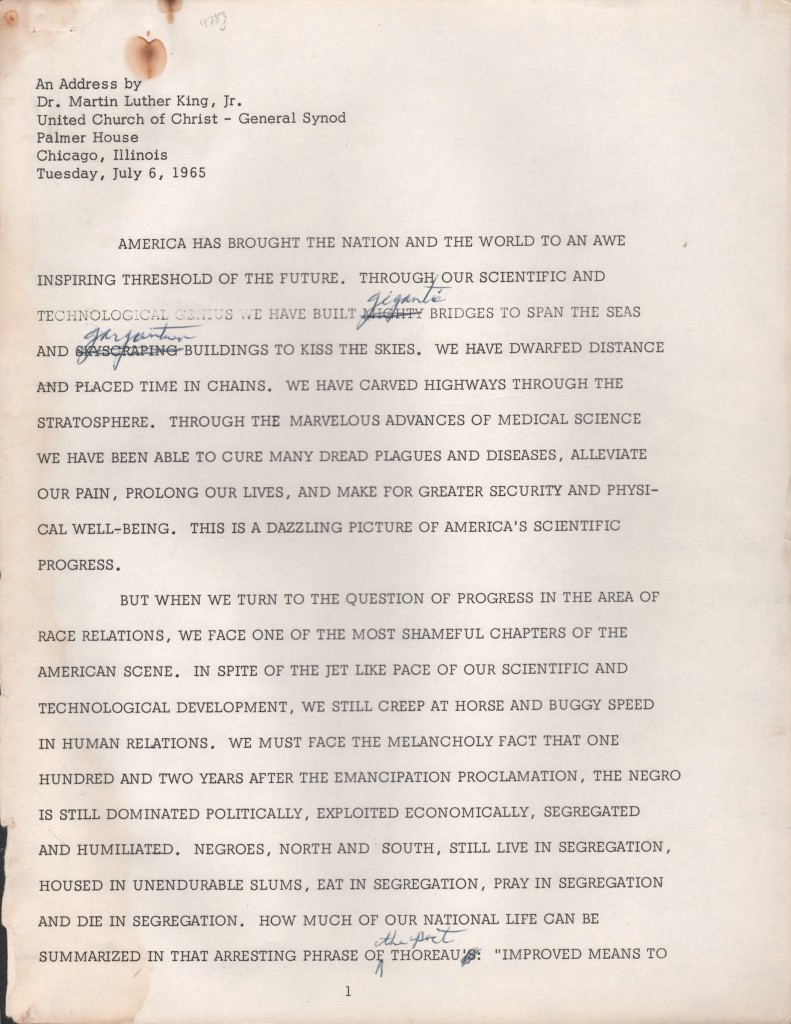 4783
An Address by
Dr. Martin Luther King, Jr.
United Church of Christ - General Synod
Palmer House
Chicago, Illinois
Tuesday, July 6, 1965
AMERICA HAS BROUGHT THE NATION AND THE WORLD TO AN AWE
INSPIRING THRESHOLD OF THE FUTURE. THROUGH OUR SCIENTIFIC AND
gigantic
TECHNOLOGICAL GENIUS WE HAVE BUILT MIGHTY BRIDGES TO SPAN THE SEAS
gargantuan
AND SKYSCRAPING BUILDINGS TO KISS THE SKIES. WE HAVE DWARFED DISTANCE
AND PLACED TIME IN CHAINS. WE HAVE CARVED HIGHWAYS THROUGH THE
STRATOSPHERE. THROUGH THE MARVELOUS ADVANCES OF MEDICAL SCIENCE
WE HAVE BEEN ABLE TO CURE MANY DREAD PLAGUES AND DISEASES, ALLEVIATE
OUR PAIN, PROLONG OUR LIVES, AND MAKE FOR GREATER SECURITY AND PHYSI-
CAL WELL-BEING. THIS IS A DAZZLING PICTURE OF AMERICA'S SCIENTIFIC
PROGRESS.
BUT WHEN WE TURN TO THE QUESTION OF PROGRESS IN THE AREA OF
RACE RELATIONS, WE FACE ONE OF THE MOST SHAMEFUL CHAPTERS OF THE
AMERICAN SCENE. IN SPITE OF THE JET LIKE PACE OF OUR SCIENTIFIC AND
TECHNOLOGICAL DEVELOPMENT, WE STILL CREEP AT HORSE AND BUGGY SPEED
IN HUMAN RELATIONS. WE MUST FACE THE MELANCHOLY FACT THAT ONE
HUNDRED AND TWO YEARS AFTER THE EMANCIPATION PROCLAMATION, THE NEGRO
IS STILL DOMINATED POLITICALLY, EXPLOITED ECONOMICALLY, SEGREGATED
AND HUMILIATED. NEGROES, NORTH AND SOUTH, STILL LIVE IN SEGREGATION,
HOUSED IN UNENDURABLE SLUMS, EAT IN SEGREGATION, PRAY IN SEGREGATION
AND DIE IN SEGREGATION. HOW MUCH OF OUR NATIONAL LIFE CAN BE
the poet
SUMMARIZED IN THAT ARRESTING PHRASE OF THOREAU'S: "IMPROVED MEANS TO
1